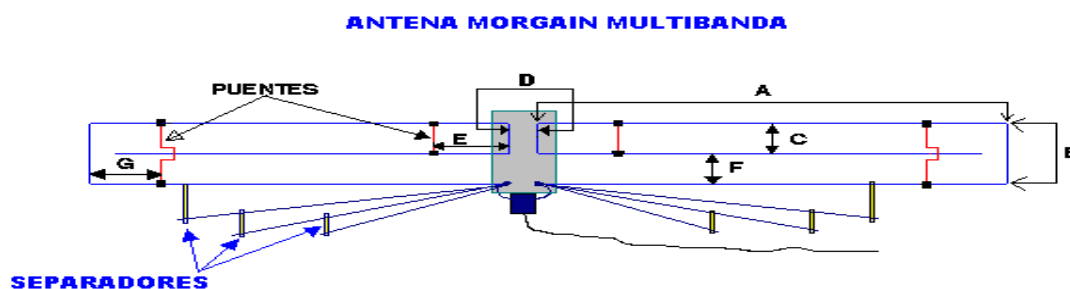 ANTENA MORGAIN MULTIBANDA
D
PUENTES
A
E
C
B
G
F
SEPARADORES